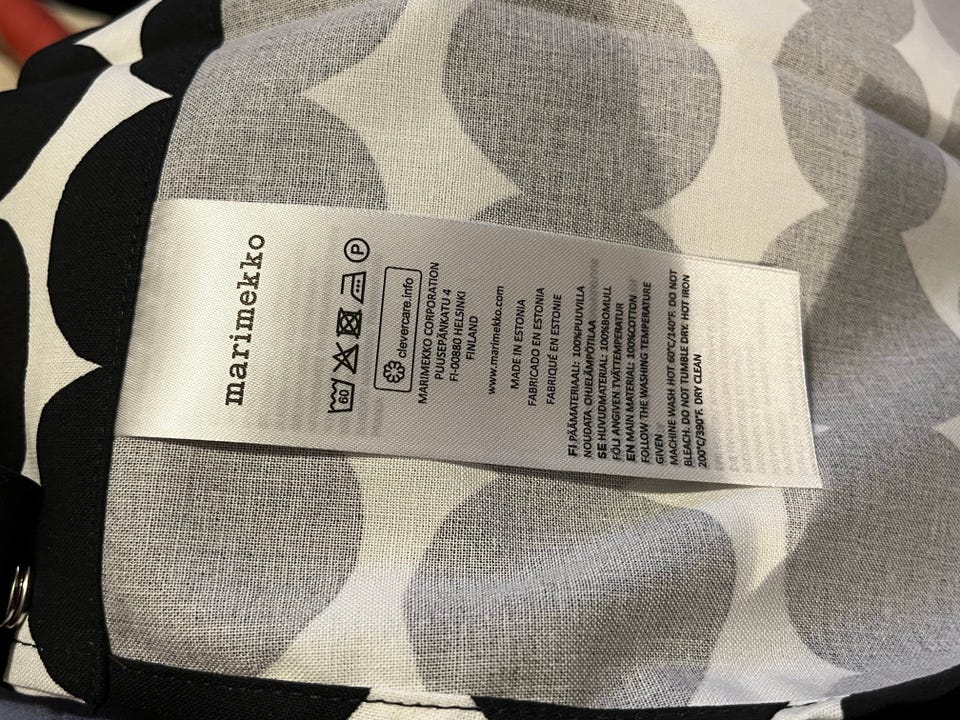 marimekko
60
P
clevercare.info
MARIMEKKO CORPORATION
PUUSEPÄNKATU 4
FI-00880 HELSINKI
FINLAND
www.marimekko.com
MADE IN ESTONIA
FABRICADO EN ESTONIA
FABRIQUÉ EN ESTONIE
FI PÄÄMATERIAALI: 100%PUUVILLA
NOUDATA OHJELÄMPÖTILAA
SE HUVUDMATERIAL: 100%BOMULL
FÖLJ ANGIVEN TVÄTTEMPERATUR
EN MAIN MATERIAL: 100%COTTON
FOLLOW THE WASHING TEMPERATURE
GIVEN
MACHINE WASH HOT 60°C/140°F. DO NOT
BLEACH. DO NOT TUMBLE DRY. HOT IRON
200°C/390°F. DRY CLEAN